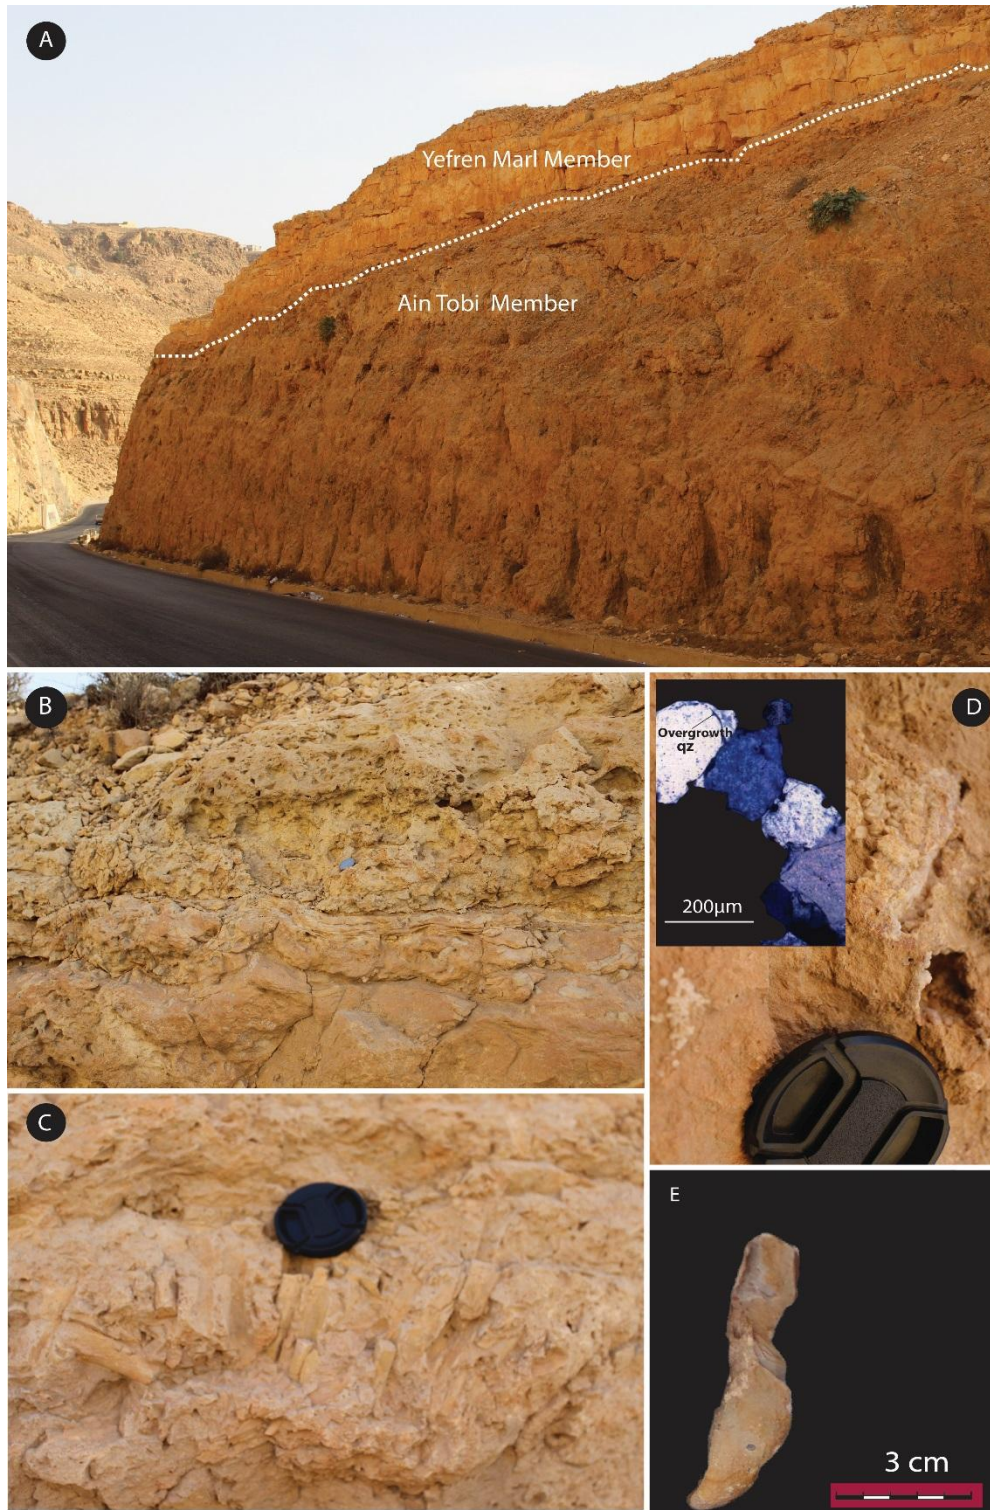 A
Yefren Marl Member
Ain Tobi Member
B
D
Overgrowth
qz
200µm
C
E
3 cm